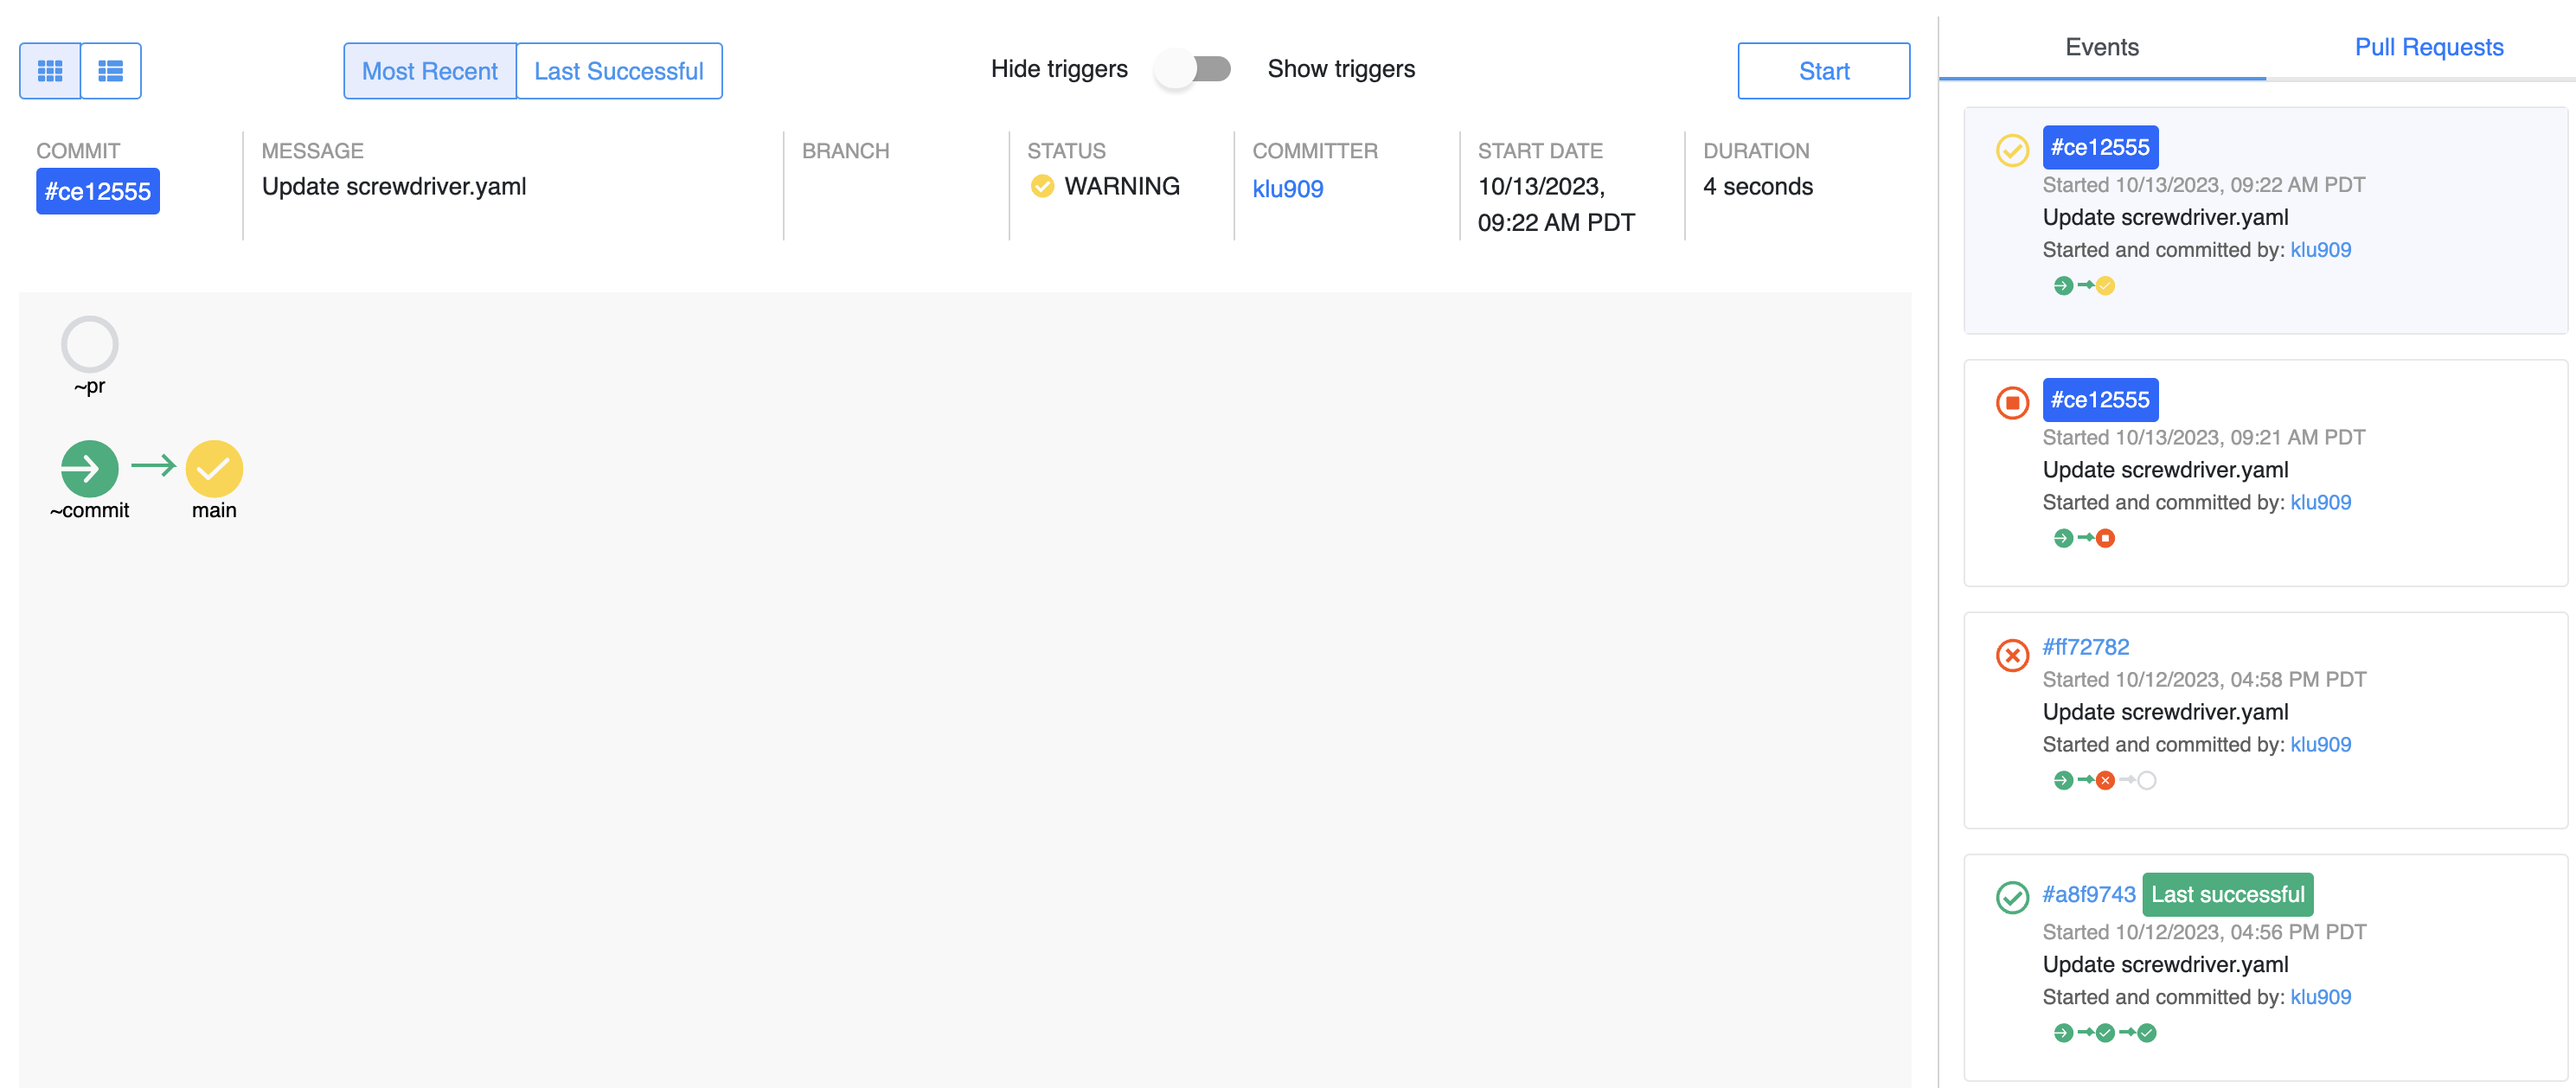 Most Recent
Last Successful
Hide triggers
Show triggers
Start
COMMIT
#ce12555
MESSAGE
Update screwdriver.yaml
BRANCH
STATUS
WARNING
COMMITTER
klu909
START DATE
10/13/2023,
09:22 AM PDT
DURATION
4 seconds
~pr
~commit
main
Events
Pull Requests
#ce12555
Started 10/13/2023, 09:22 AM PDT
Update screwdriver.yaml
Started and committed by: klu909
#ce12555
Started 10/13/2023, 09:21 AM PDT
Update screwdriver.yaml
Started and committed by: klu909
#ff72782
Started 10/12/2023, 04:58 PM PDT
Update screwdriver.yaml
Started and committed by: klu909
#a8f9743 Last successful
Started 10/12/2023, 04:56 PM PDT
Update screwdriver.yaml
Started and committed by: klu909